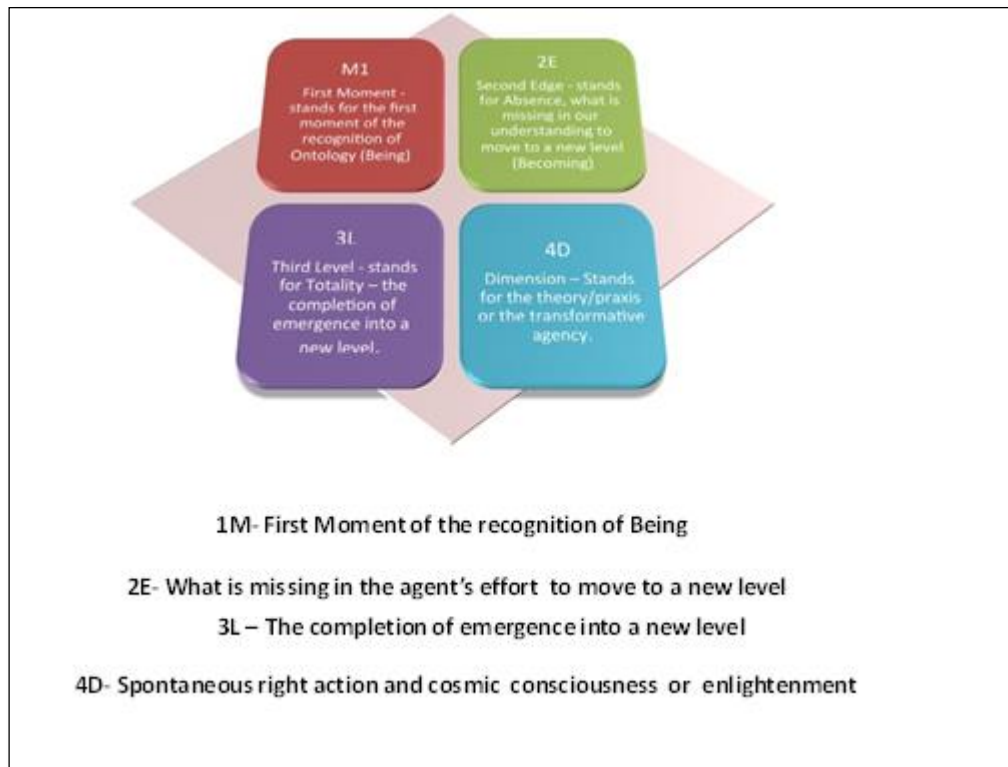 M1
First Moment -
stands for the first
moment of the
recognition of
Ontology (Being)
2E
Second Edge - stands
for Absence, what is
missing in our
understanding to
move to a new level
(Becoming)
3L
Third Level - stands
for Totality – the
completion of
emergence into a
new level.
4D
Dimension – Stands
for the theory/praxis
or the transformative
agency.
1M- First Moment of the recognition of Being
2E- What is missing in the agent's effort to move to a new level
3L – The completion of emergence into a new level
4D- Spontaneous right action and cosmic consciousness or enlightenment